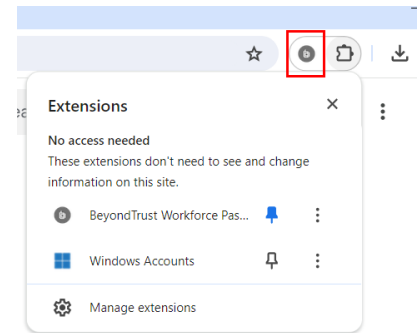 Extensions
No access needed
These extensions don't need to see and change
information on this site.
BeyondTrust Workforce Pas...
Windows Accounts
Manage extensions